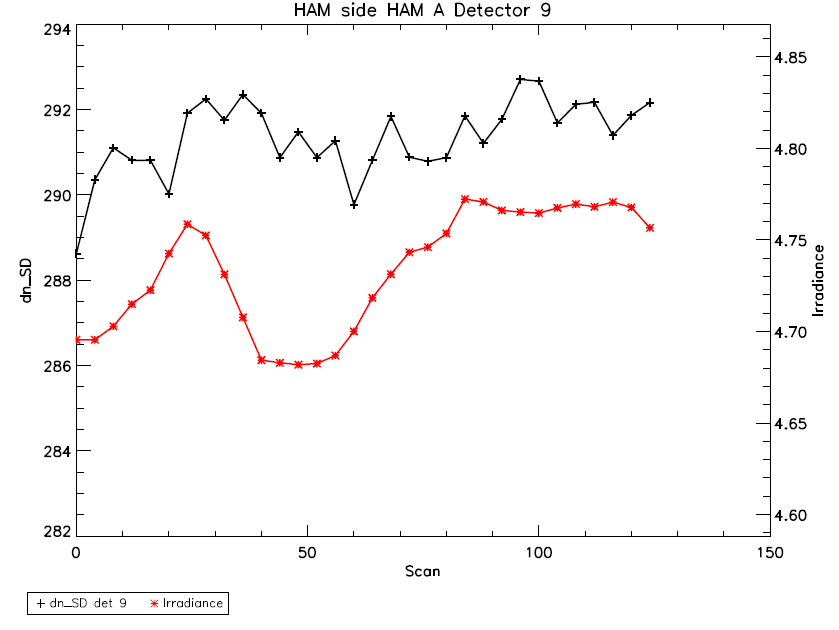 HAM side HAM A Detector 9
294
292
290
288
286
284
282
dn_SD
4.85
4.80
4.75
4.70
4.65
4.60
Irradiance
0 50 100 150
Scan
dn_SD det 9 Irradiance